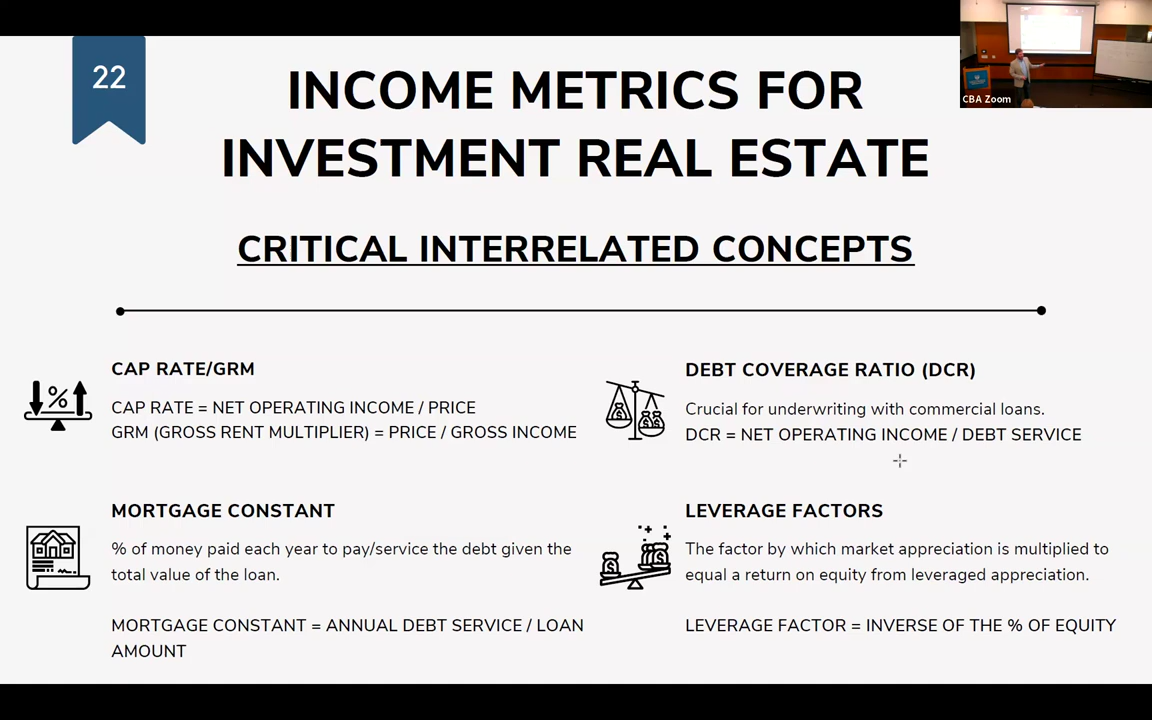 22
INCOME METRICS FOR
INVESTMENT REAL ESTATE
CRITICAL INTERRELATED CONCEPTS
CAP RATE/GRM
CAP RATE = NET OPERATING INCOME / PRICE
GRM (GROSS RENT MULTIPLIER) = PRICE / GROSS INCOME
DEBT COVERAGE RATIO (DCR)
Crucial for underwriting with commercial loans.
DCR = NET OPERATING INCOME / DEBT SERVICE
MORTGAGE CONSTANT
% of money paid each year to pay/service the debt given the
total value of the loan.
MORTGAGE CONSTANT = ANNUAL DEBT SERVICE / LOAN
AMOUNT
LEVERAGE FACTORS
The factor by which market appreciation is multiplied to
equal a return on equity from leveraged appreciation.
LEVERAGE FACTOR = INVERSE OF THE % OF EQUITY
CBA Zoom